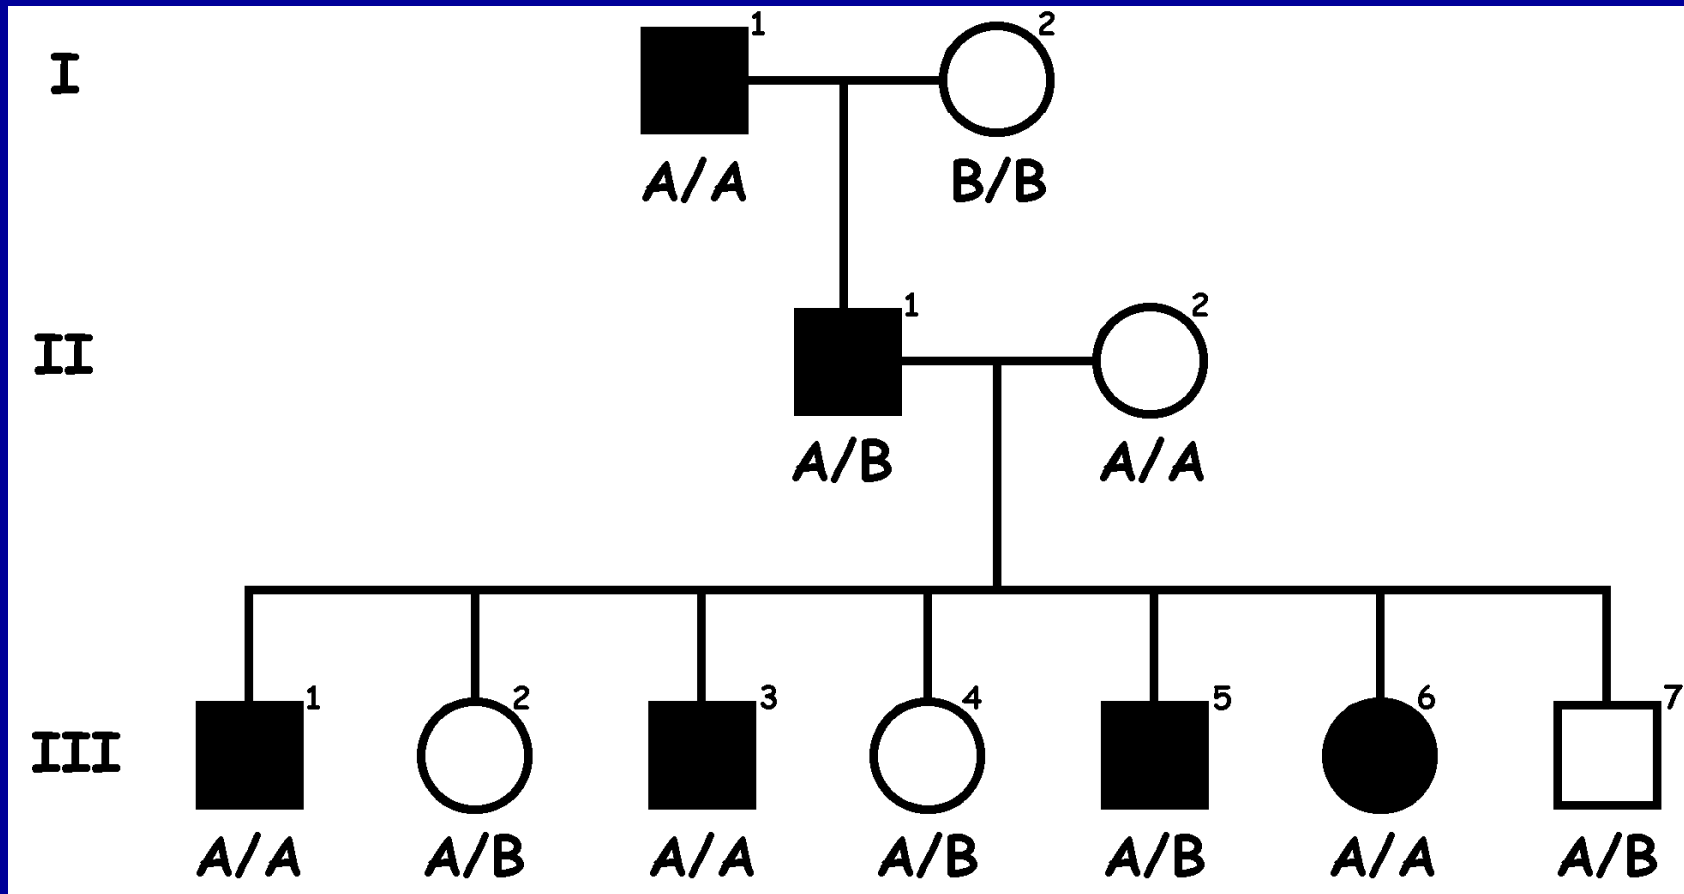 I 1 2
A/A B/B
II 1 2
A/B A/A
III 1 2 3 4 5 6 7
A/A A/B A/A A/B A/B A/A A/B